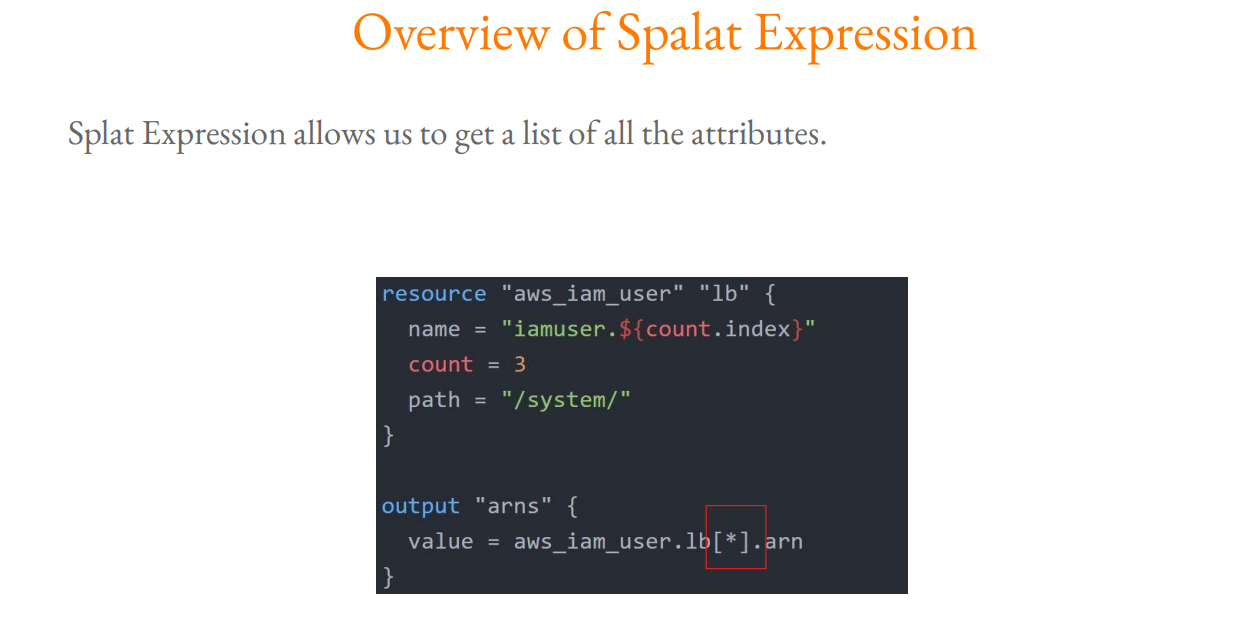 Overview of Spalat Expression
Splat Expression allows us to get a list of all the attributes.
resource "aws_iam_user" "lb" {
  name = "iamuser.${count.index}"
  count = 3
  path = "/system/"
}
output "arns" {
  value = aws_iam_user.lb[*].arn
}